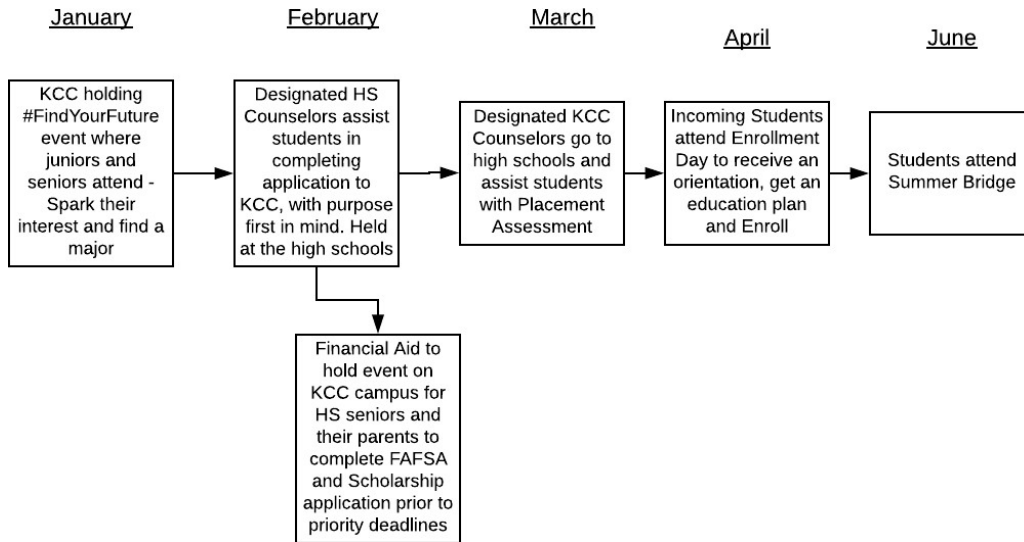 January
February
March
April
June
KCC holding
#FindYourFuture
event where
juniors and
seniors attend -
Spark their
interest and find a
major
Designated HS
Counselors assist
students in
completing
application to
KCC, with purpose
first in mind. Held
at the high schools
Designated KCC
Counselors go to
high schools and
assist students
with Placement
Assessment
Incoming Students
attend Enrollment
Day to receive an
orientation, get an
education plan
and Enroll
Students attend
Summer Bridge
Financial Aid to
hold event on
KCC campus for
HS seniors and
their parents to
complete FAFSA
and Scholarship
application prior to
priority deadlines